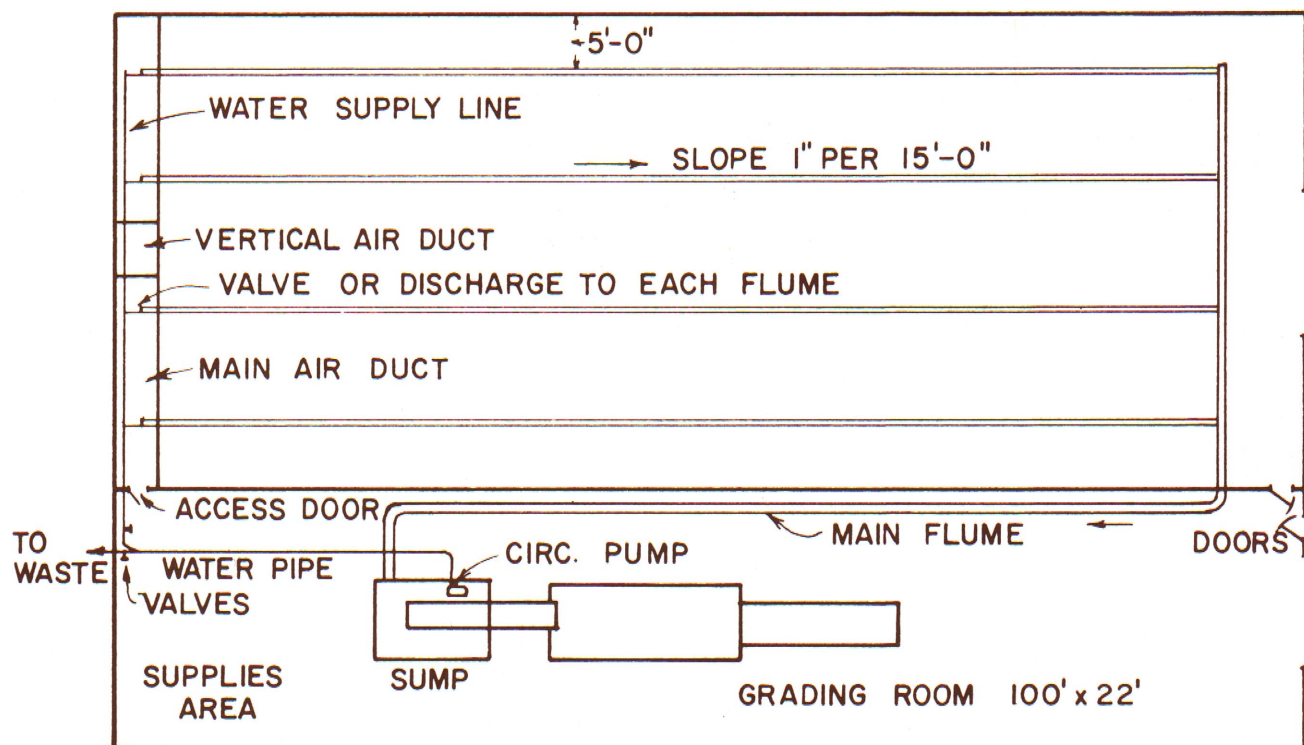 5'-0"
WATER SUPPLY LINE
SLOPE 1" PER 15'-0"
VERTICAL AIR DUCT
VALVE OR DISCHARGE TO EACH FLUME
MAIN AIR DUCT
ACCESS DOOR
MAIN FLUME
DOORS
TO
WASTE
WATER PIPE
CIRC. PUMP
VALVES
SUPPLIES
AREA
SUMP
GRADING ROOM 100' x 22'